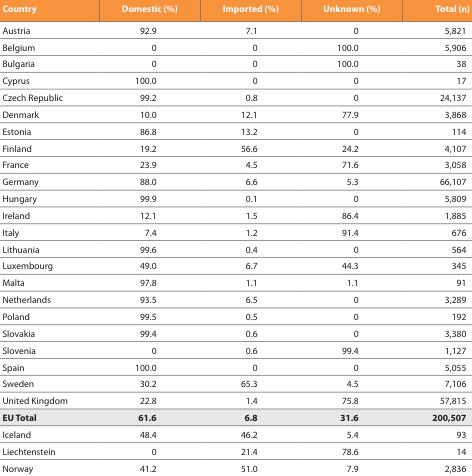 Country Domestic (%) Imported (%) Unknown (%) Total (n)
Austria 92.9 7.1 0 5,821
Belgium 0 0 100.0 5,906
Bulgaria 0 0 100.0 38
Cyprus 100.0 0 0 17
Czech Republic 99.2 0.8 0 24,137
Denmark 10.0 12.1 77.9 3,868
Estonia 86.8 13.2 0 114
Finland 19.2 56.6 24.2 4,107
France 23.9 4.5 71.6 3,058
Germany 88.0 6.6 5.3 66,107
Hungary 99.9 0.1 0 5,809
Ireland 12.1 1.5 86.4 1,885
Italy 7.4 1.2 91.4 676
Lithuania 99.6 0.4 0 564
Luxembourg 49.0 6.7 44.3 345
Malta 97.8 1.1 1.1 91
Netherlands 93.5 6.5 0 3,289
Poland 99.5 0.5 0 192
Slovakia 99.4 0.6 0 3,380
Slovenia 0 0.6 99.4 1,127
Spain 100.0 0 0 5,055
Sweden 30.2 65.3 4.5 7,106
United Kingdom 22.8 1.4 75.8 57,815
EU Total 61.6 6.8 31.6 200,507
Iceland 48.4 46.2 5.4 93
Liechtenstein 0 21.4 78.6 14
Norway 41.2 51.0 7.9 2,836